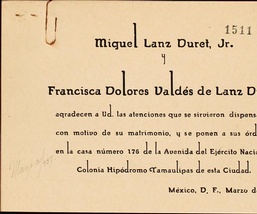 1511
Miguel Lanz Duret, Jr.
y
Francisca Dolores Valdés de Lanz D
agradecen a Ud. las atenciones que se sirvieron dispens
con motivo de su matrimonio, y se ponen a sus órd
en la casa número 176 de la Avenida del Ejército Nacio
Colonia Hipódromo Tamaulipas de esta Ciudad.
México, D. F., Marzo d